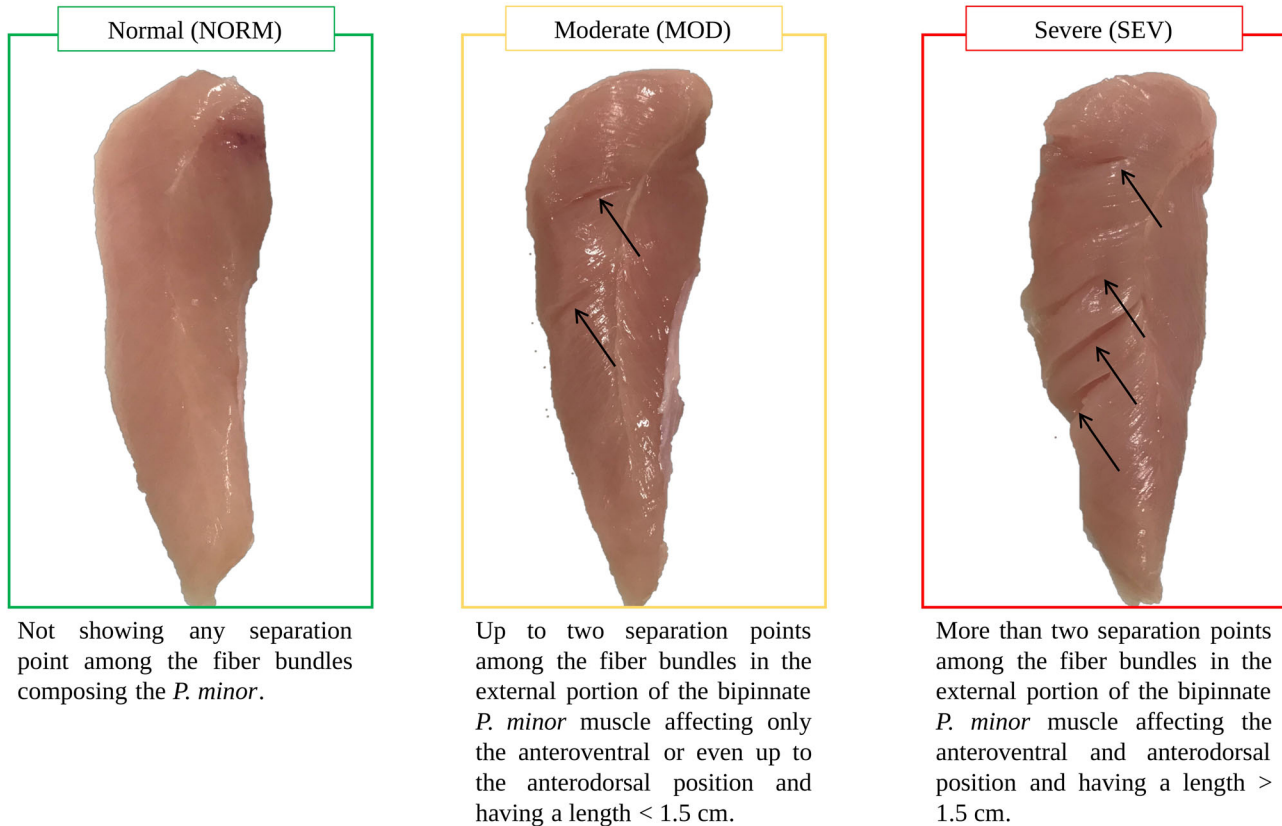 Normal (NORM)
Not showing any separation
point among the fiber bundles
composing the P. minor.
Moderate (MOD)
Up to two separation points
among the fiber bundles in the
external portion of the bipinnate
P. minor muscle affecting only
the anteroventral or even up to
the anterodorsal position and
having a length < 1.5 cm.
Severe (SEV)
More than two separation points
among the fiber bundles in the
external portion of the bipinnate
P. minor muscle affecting the
anteroventral and anterodorsal
position and having a length >
1.5 cm.